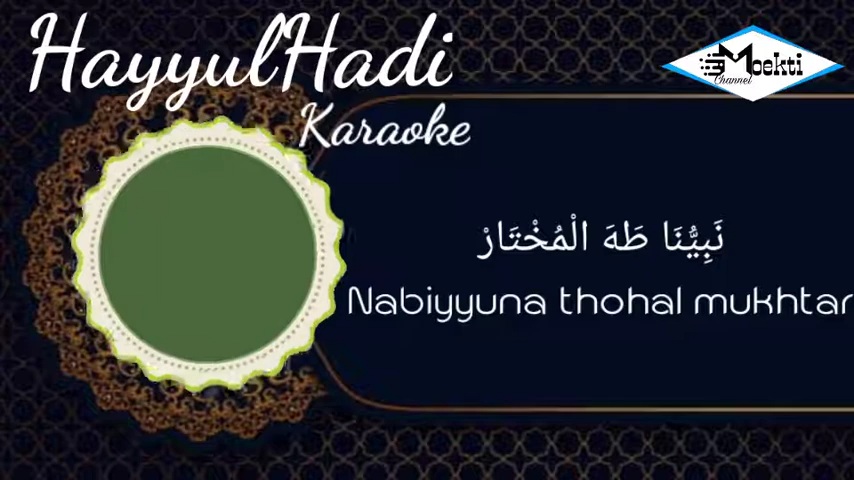 HayyulHadi
Karaoke
Moekti
Channel
نَبِيُّنَا طَهَ الْمُخْتَارْ
Nabiyyuna thohal mukhtar